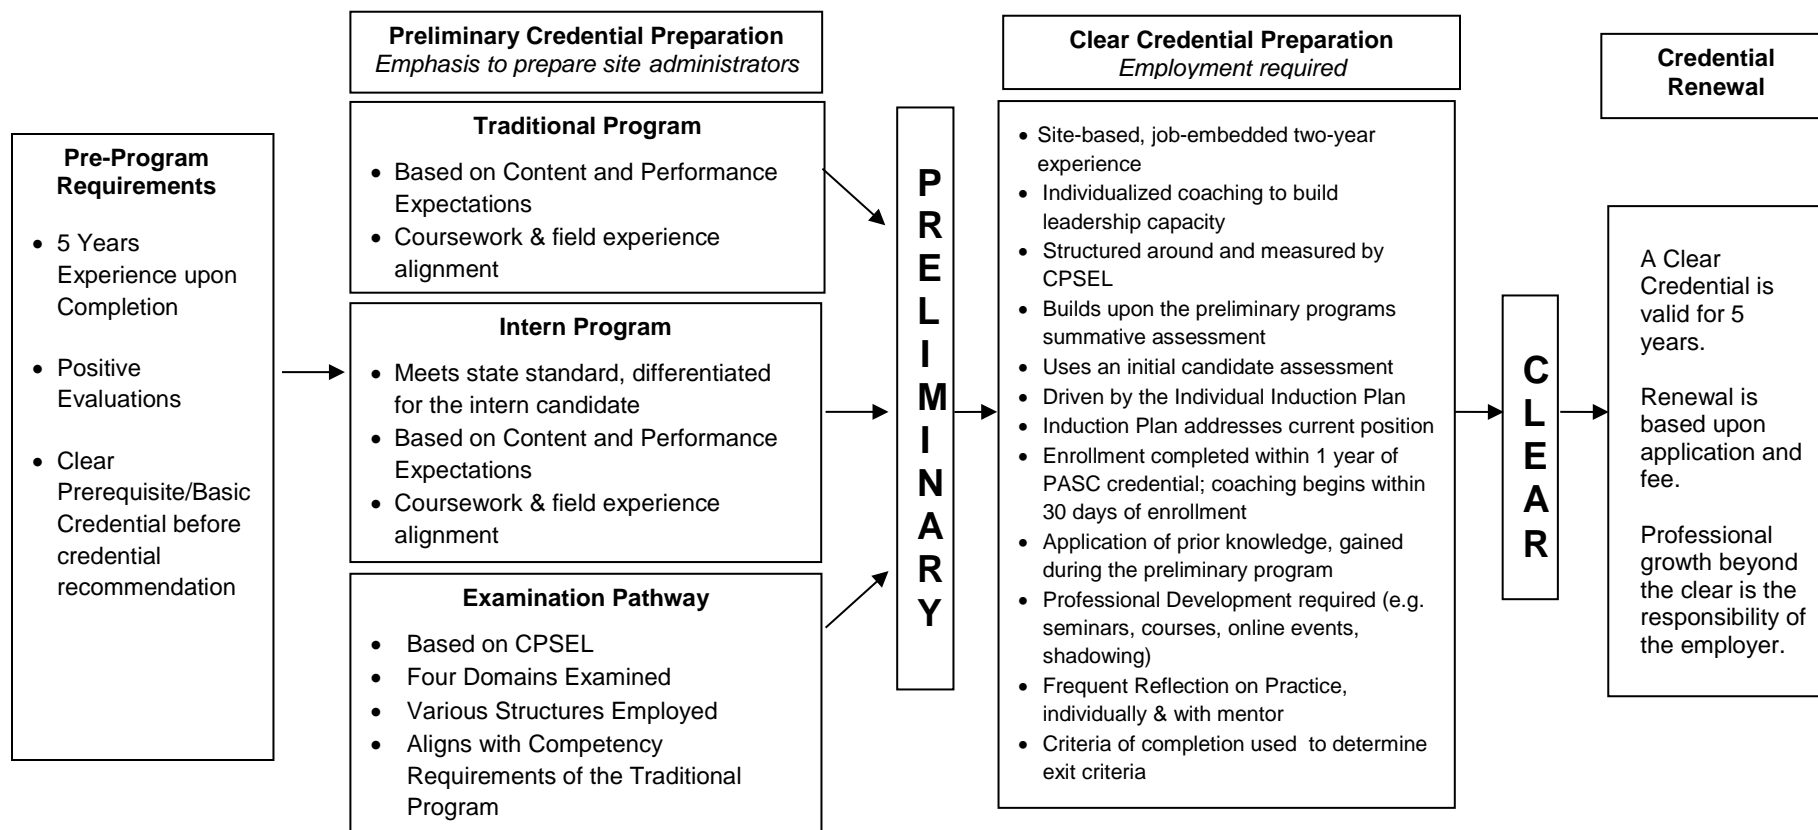 Pre-Program
Requirements
• 5 Years
Experience upon
Completion
• Positive
Evaluations
• Clear
Prerequisite/Basic
Credential before
credential
recommendation
Preliminary Credential Preparation
Emphasis to prepare site administrators
Traditional Program
• Based on Content and Performance
Expectations
• Coursework & field experience
alignment
Intern Program
• Meets state standard, differentiated
for the intern candidate
• Based on Content and Performance
Expectations
• Coursework & field experience
alignment
Examination Pathway
• Based on CPSEL
• Four Domains Examined
• Various Structures Employed
• Aligns with Competency
Requirements of the Traditional
Program
PRELIMINARY
Clear Credential Preparation
Employment required
• Site-based, job-embedded two-year
experience
• Individualized coaching to build
leadership capacity
• Structured around and measured by
CPSEL
• Builds upon the preliminary programs
summative assessment
• Uses an initial candidate assessment
• Driven by the Individual Induction Plan
• Induction Plan addresses current position
• Enrollment completed within 1 year of
PASC credential; coaching begins within
30 days of enrollment
• Application of prior knowledge, gained
during the preliminary program
• Professional Development required (e.g.
seminars, courses, online events,
shadowing)
• Frequent Reflection on Practice,
individually & with mentor
• Criteria of completion used to determine
exit criteria
CLEAR
Credential
Renewal
A Clear
Credential is
valid for 5
years.
Renewal is
based upon
application and
fee.
Professional
growth beyond
the clear is the
responsibility of
the employer.